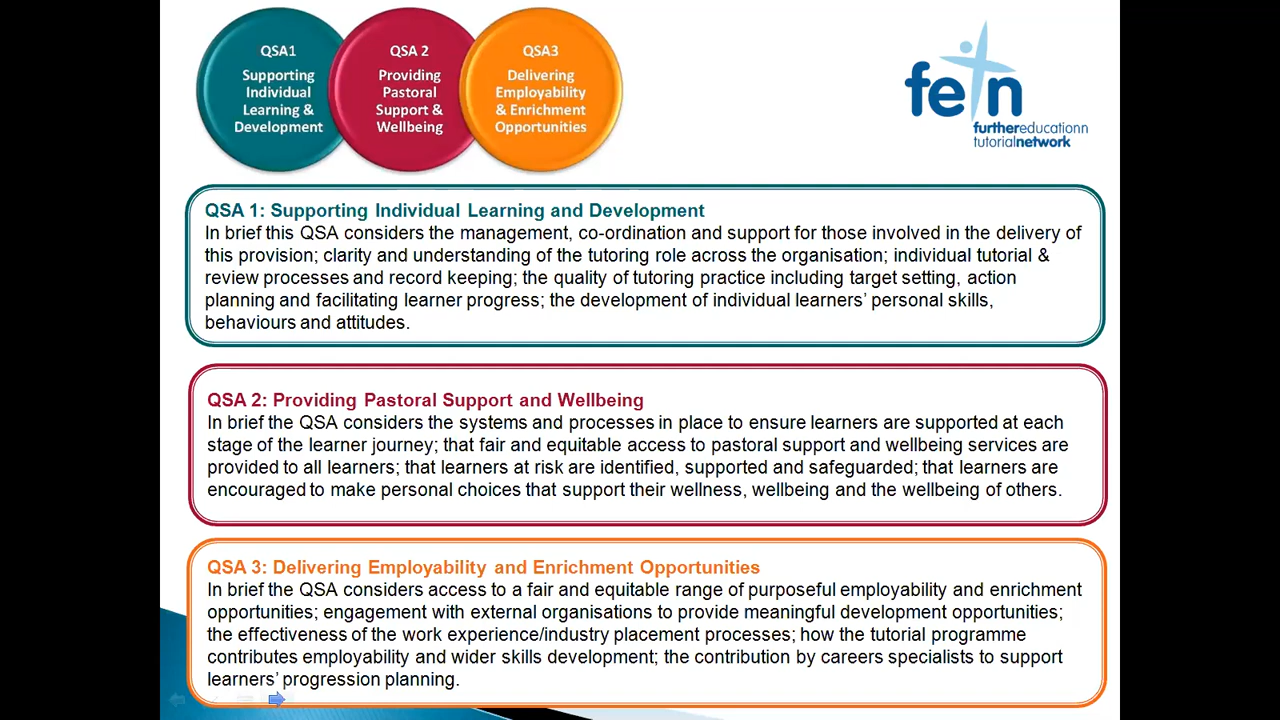 QSA1
Supporting
Individual
Learning &
Development
QSA 2
Providing
Pastoral
Support &
Wellbeing
QSA3
Delivering
Employability
& Enrichment
Opportunities
fetn
furthereducationn
tutorialnetwork
QSA 1: Supporting Individual Learning and Development
In brief this QSA considers the management, co-ordination and support for those involved in the delivery of
this provision; clarity and understanding of the tutoring role across the organisation; individual tutorial &
review processes and record keeping; the quality of tutoring practice including target setting, action
planning and facilitating learner progress; the development of individual learners’ personal skills,
behaviours and attitudes.
QSA 2: Providing Pastoral Support and Wellbeing
In brief the QSA considers the systems and processes in place to ensure learners are supported at each
stage of the learner journey; that fair and equitable access to pastoral support and wellbeing services are
provided to all learners; that learners at risk are identified, supported and safeguarded; that learners are
encouraged to make personal choices that support their wellness, wellbeing and the wellbeing of others.
QSA 3: Delivering Employability and Enrichment Opportunities
In brief the QSA considers access to a fair and equitable range of purposeful employability and enrichment
opportunities; engagement with external organisations to provide meaningful development opportunities;
the effectiveness of the work experience/industry placement processes; how the tutorial programme
contributes employability and wider skills development; the contribution by careers specialists to support
learners’ progression planning.